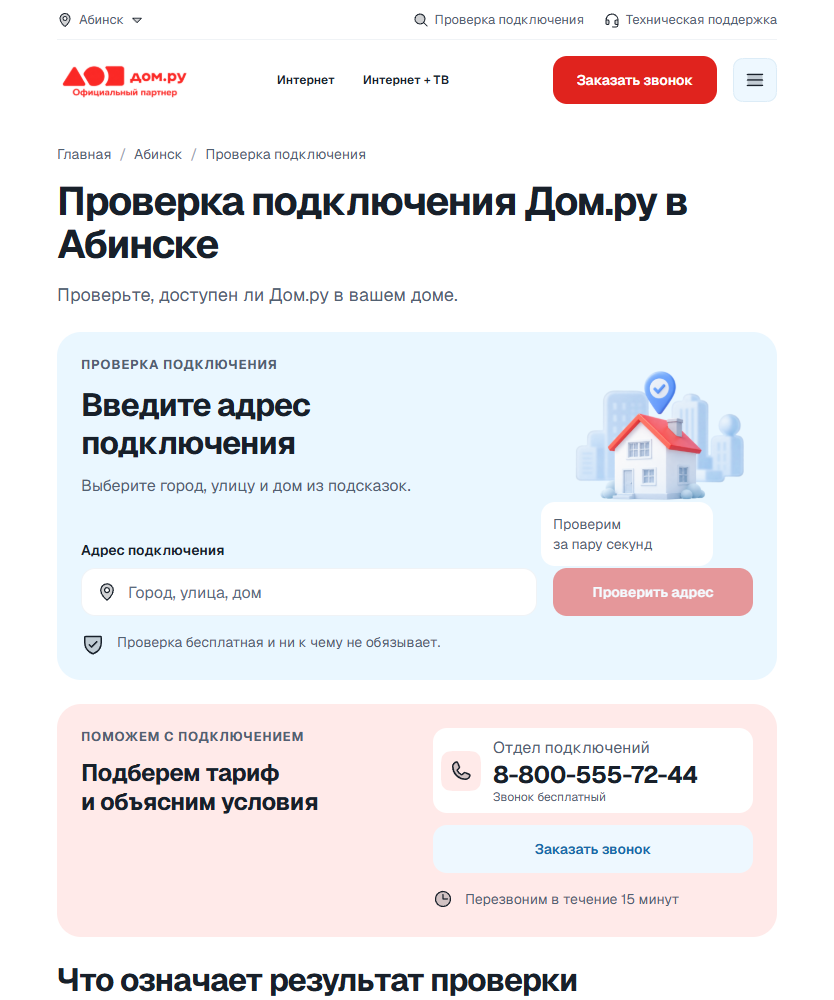 Абинск
Проверка подключения
Техническая поддержка
дом.ру
Официальный партнер
Интернет
Интернет + ТВ
Заказать звонок
Главная / Абинск / Проверка подключения
Проверка подключения Дом.ру в
Абинске
Проверьте, доступен ли Дом.ру в вашем доме.
ПРОВЕРКА ПОДКЛЮЧЕНИЯ
Введите адрес
подключения
Выберите город, улицу и дом из подсказок.
Проверим
за пару секунд
Адрес подключения
Город, улица, дом
Проверить адрес
Проверка бесплатная и ни к чему не обязывает.
ПОМОЖЕМ С ПОДКЛЮЧЕНИЕМ
Подберем тариф
и объясним условия
Отдел подключений
8-800-555-72-44
Звонок бесплатный
Заказать звонок
Перезвоним в течение 15 минут
Что означает результат проверки